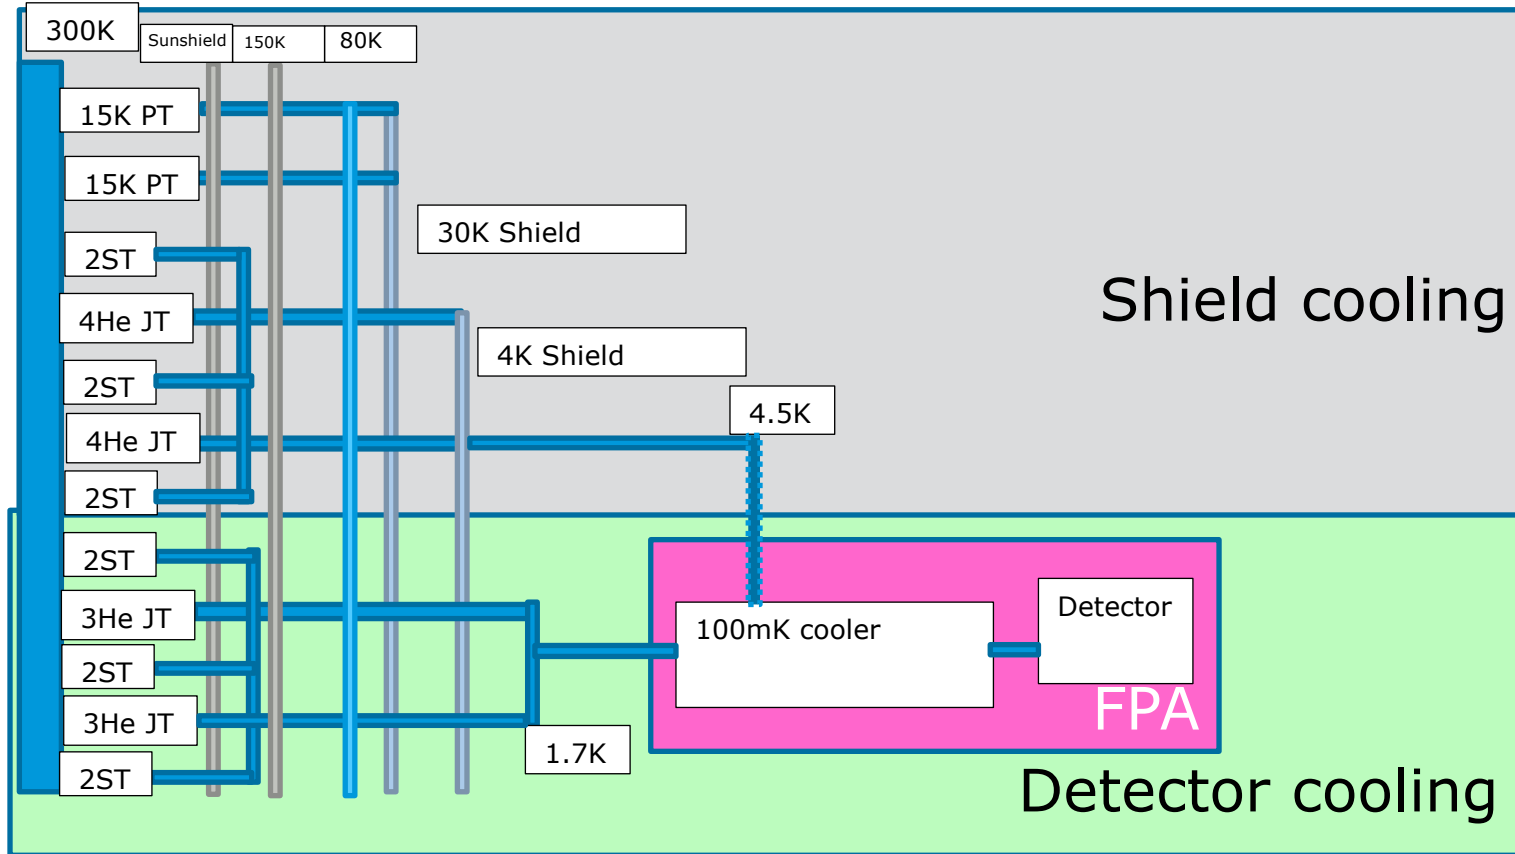 300K
Sunshield
150K
80K
15K PT
15K PT
30K Shield
2ST
Shield cooling
4He JT
4K Shield
2ST
4.5K
4He JT
2ST
2ST
Detector
3He JT
100mK cooler
2ST
FPA
3He JT
1.7K
2ST
Detector cooling